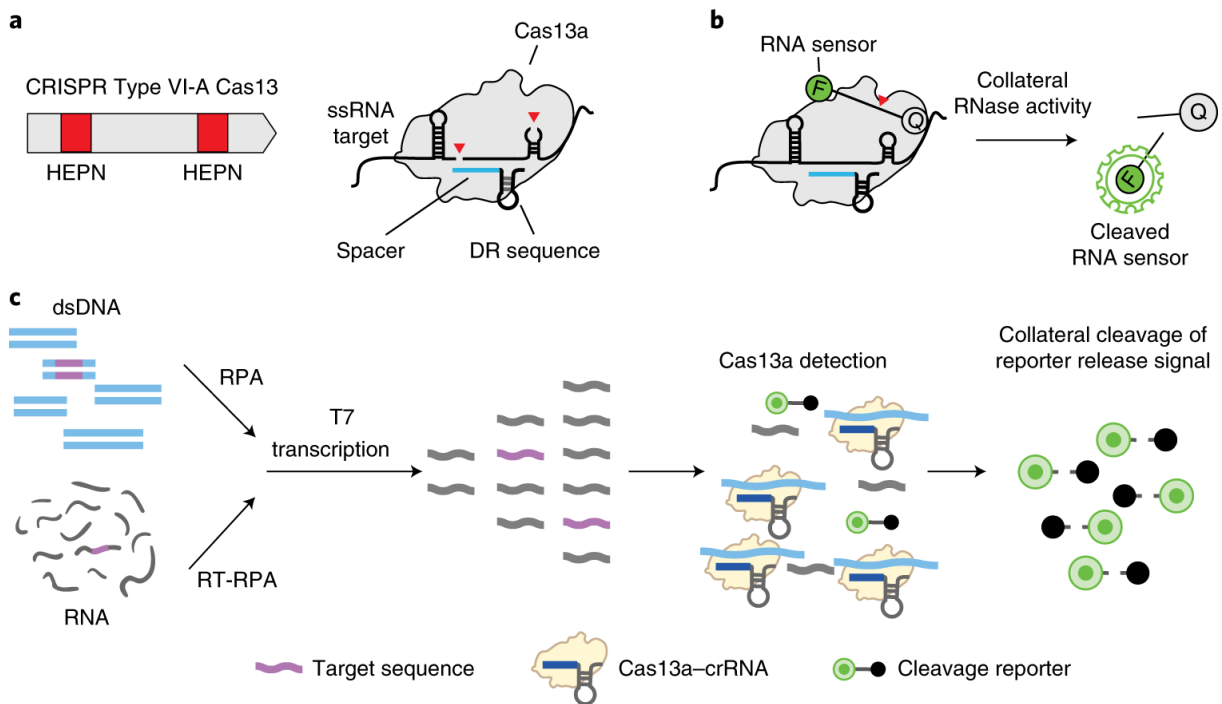 a
CRISPR Type VI-A Cas13
HEPN
HEPN
Cas13a
ssRNA
target
Spacer
DR sequence
b
RNA sensor
F
Q
Collateral
RNase activity
Q
F
Cleaved
RNA sensor
c
dsDNA
RPA
RNA
RT-RPA
T7
transcription
Cas13a detection
Collateral cleavage of
reporter release signal
Target sequence
Cas13a–crRNA
Cleavage reporter